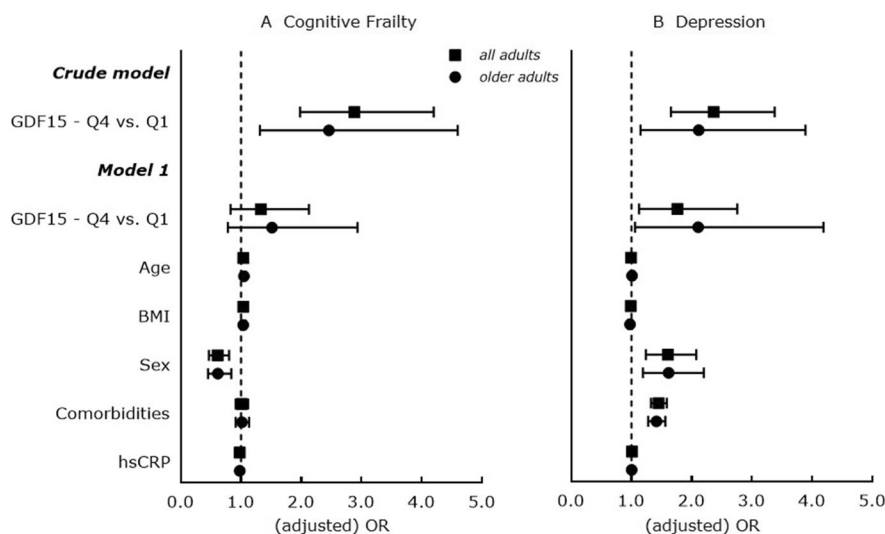 A Cognitive Frailty
B Depression
all adults
older adults
Crude model
GDF15 - Q4 vs. Q1
Model 1
GDF15 - Q4 vs. Q1
Age
BMI
Sex
Comorbidities
hsCRP
0.0 1.0 2.0 3.0 4.0 5.0
(adjusted) OR
0.0 1.0 2.0 3.0 4.0 5.0
(adjusted) OR